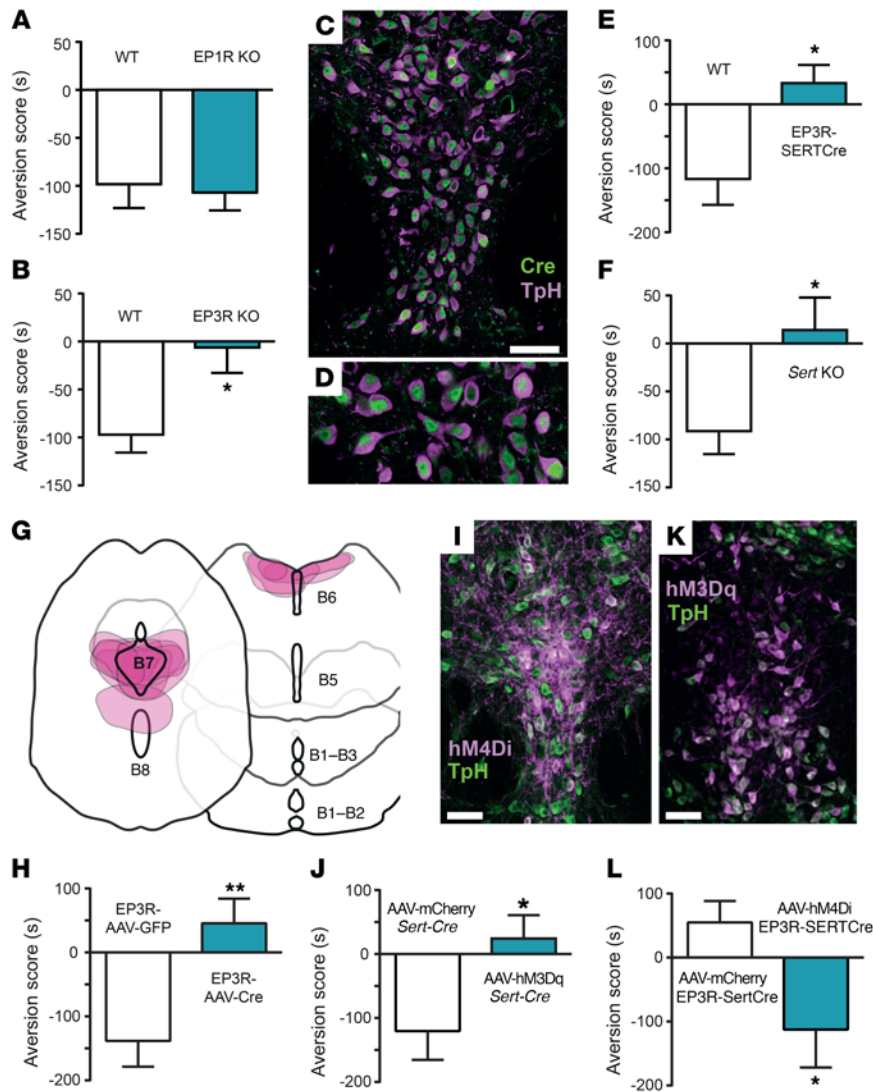 A
Aversion score (s)
50
0
-50
-100
-150
WT
EP1R KO
B
Aversion score (s)
50
0
-50
-100
-150
WT
EP3R KO
*
C
Cre
TpH
D
E
Aversion score (s)
100
0
-100
-200
WT
*
EP3R-
SERTCre
F
Aversion score (s)
50
0
-50
-100
-150
WT
*
Sert KO
G
B7
B8
B6
B5
B1–B3
B1–B2
I
hM4Di
TpH
K
hM3Dq
TpH
H
Aversion score (s)
100
0
-100
-200
EP3R-
AAV-GFP
**
EP3R-
AAV-Cre
J
Aversion score (s)
100
0
-100
-200
AAV-mCherry
Sert-Cre
*
AAV-hM3Dq
Sert-Cre
L
Aversion score (s)
100
0
-100
-200
AAV-hM4Di
EP3R-SERTCre
AAV-mCherry
EP3R-SertCre
*